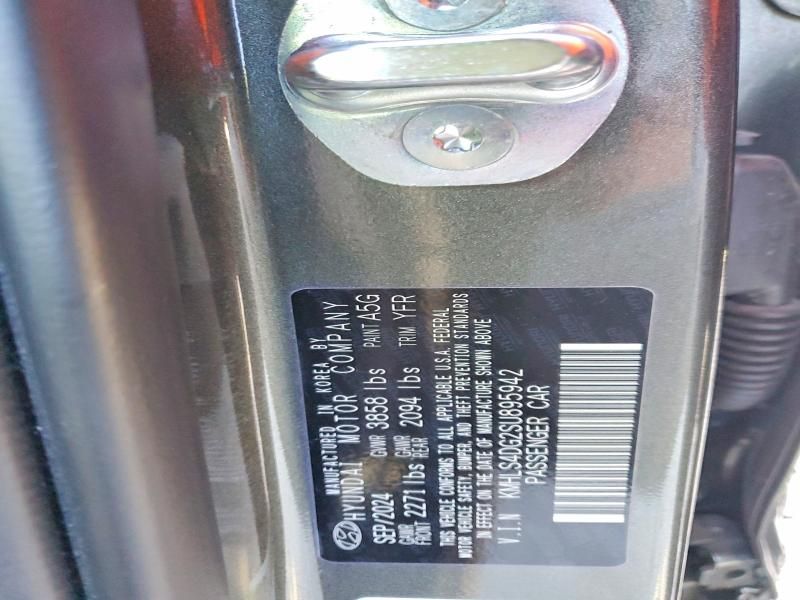 MANUFACTURED IN KOREA BY
HYUNDAI MOTOR COMPANY
SEP/2024 GVWR 3858 lbs PAINT A5G
GAWR FRONT 2271 lbs GAWR REAR 2094 lbs TRIM YFR
THIS VEHICLE CONFORMS TO ALL APPLICABLE U.S.A. FEDERAL
MOTOR VEHICLE SAFETY, BUMPER, AND THEFT PREVENTION STANDARDS
IN EFFECT ON THE DATE OF MANUFACTURE SHOWN ABOVE
V.I.N KMHLS4DG2SU895942
PASSENGER CAR